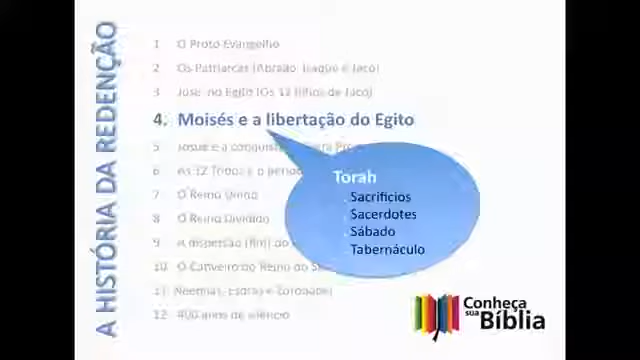 A HISTÓRIA DA REDENÇÃO
1 O Proto Evangelho
2 Os Patriarcas (Abraão, Isaque e Jacó)
3 José no Egito (Os 12 filhos de Jacó)
4. Moisés e a libertação do Egito
5 Josué e a conquista
6 As 12 Tribos e o período
7 O Reino Unido
8 O Reino Dividido
9 A dispersão (fim) do
10 O Cativeiro do Reino do
11 Neemias, Esdras e Zorobabel
12 400 anos de silêncio
Torah
Sacrifícios
Sacerdotes
Sábado
Tabernáculo
Conheça
sua Bíblia